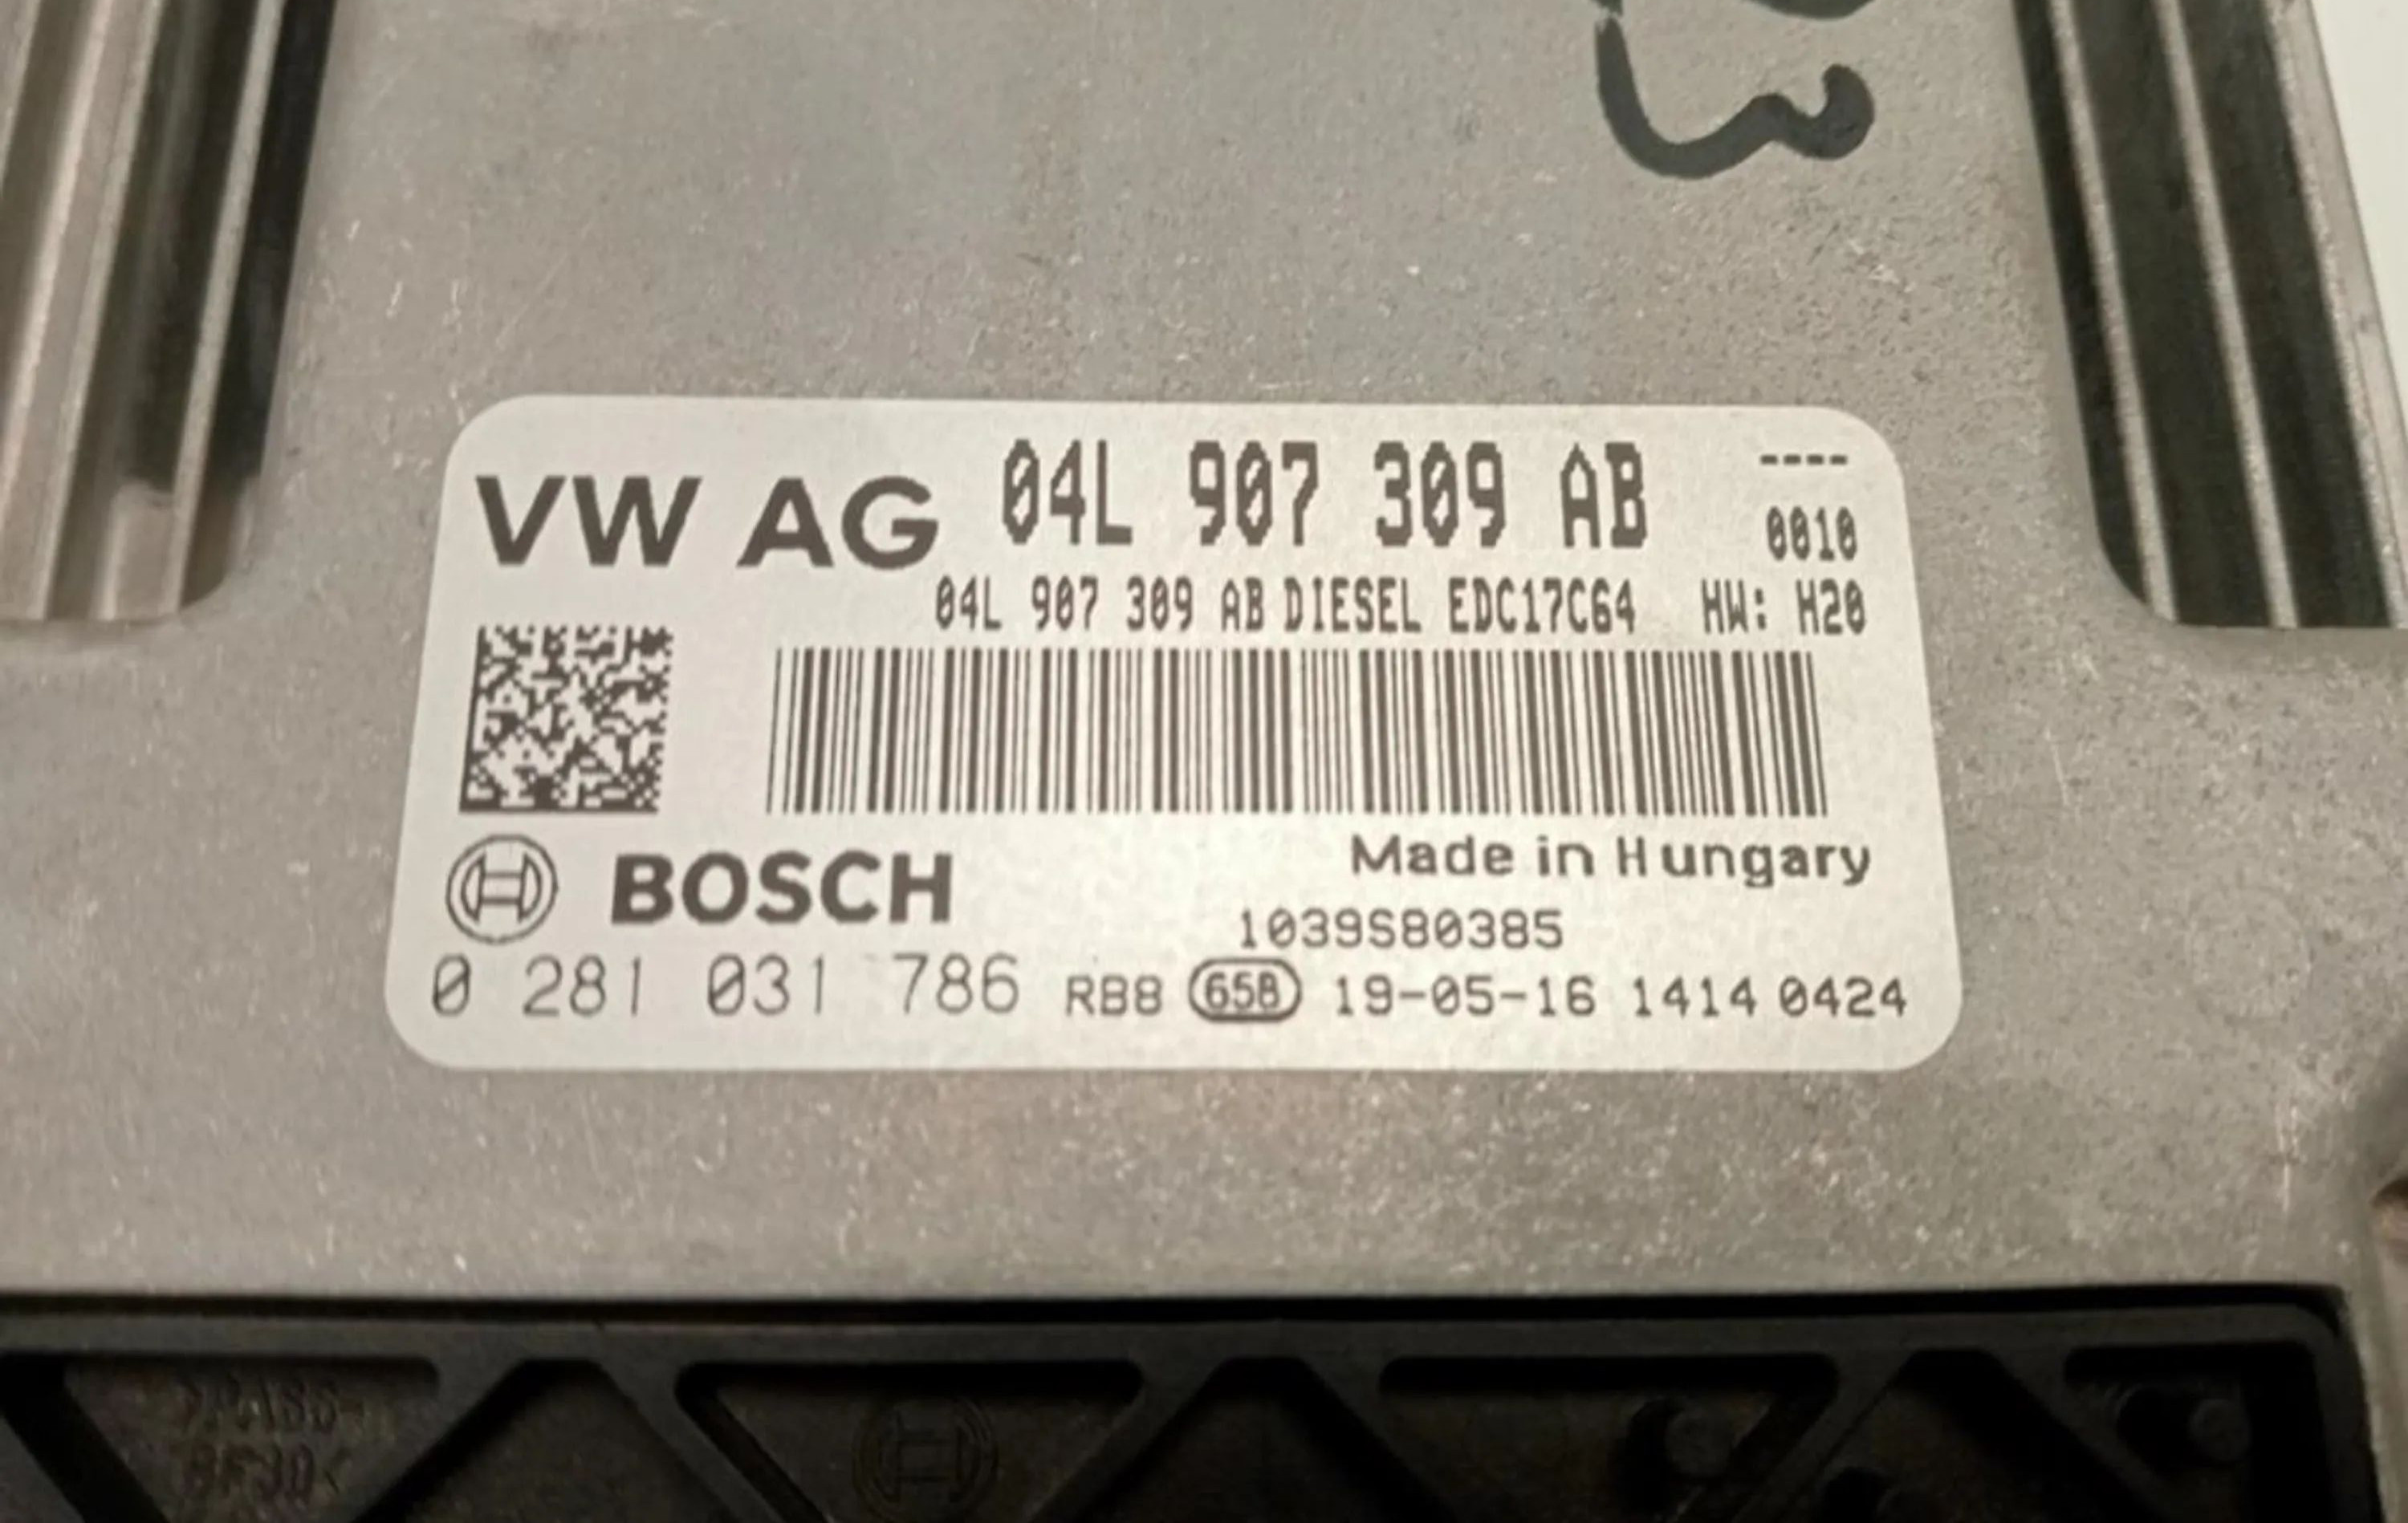 VW AG 04L 907 309 AB ----
0010
04L 907 309 AB DIESEL EDC17C64 HW: H20
BOSCH
Made in Hungary
1039S80385
0 281 031 786 RB8 65B 19-05-16 1414 0424